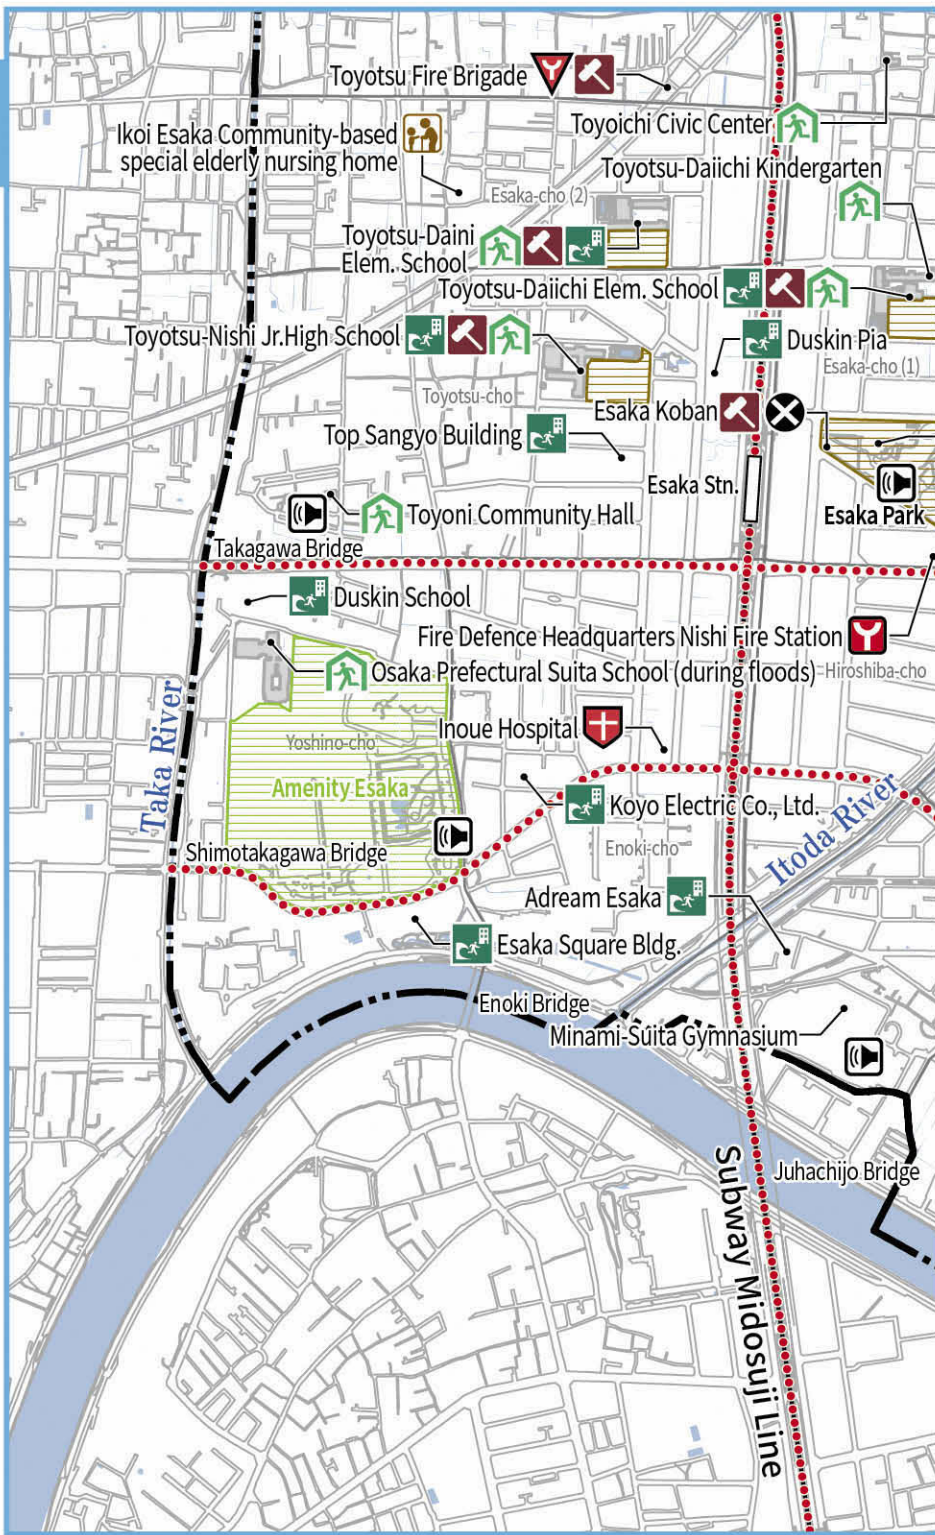 Toyotsu Fire Brigade
Toyoichi Civic Center
Ikoi Esaka Community-based
special elderly nursing home
Toyotsu-Daiichi Kindergarten
Esaka-cho (2)
Toyotsu-Daini
Elem. School
Toyotsu-Daiichi Elem. School
Toyotsu-Nishi Jr.High School
Duskin Pia
Esaka-cho (1)
Toyotsu-cho
Esaka Koban
Top Sangyo Building
Esaka Stn.
Esaka Park
Toyoni Community Hall
Takagawa Bridge
Duskin School
Fire Defence Headquarters Nishi Fire Station
Osaka Prefectural Suita School (during floods)
Hiroshiba-cho
Taka River
Inoue Hospital
Yoshino-cho
Amenity Esaka
Koyo Electric Co., Ltd.
Itoda River
Shimotakagawa Bridge
Enoki-cho
Adream Esaka
Esaka Square Bldg.
Enoki Bridge
Minami-Suita Gymnasium
Juhachijo Bridge
Subway Midosuji Line